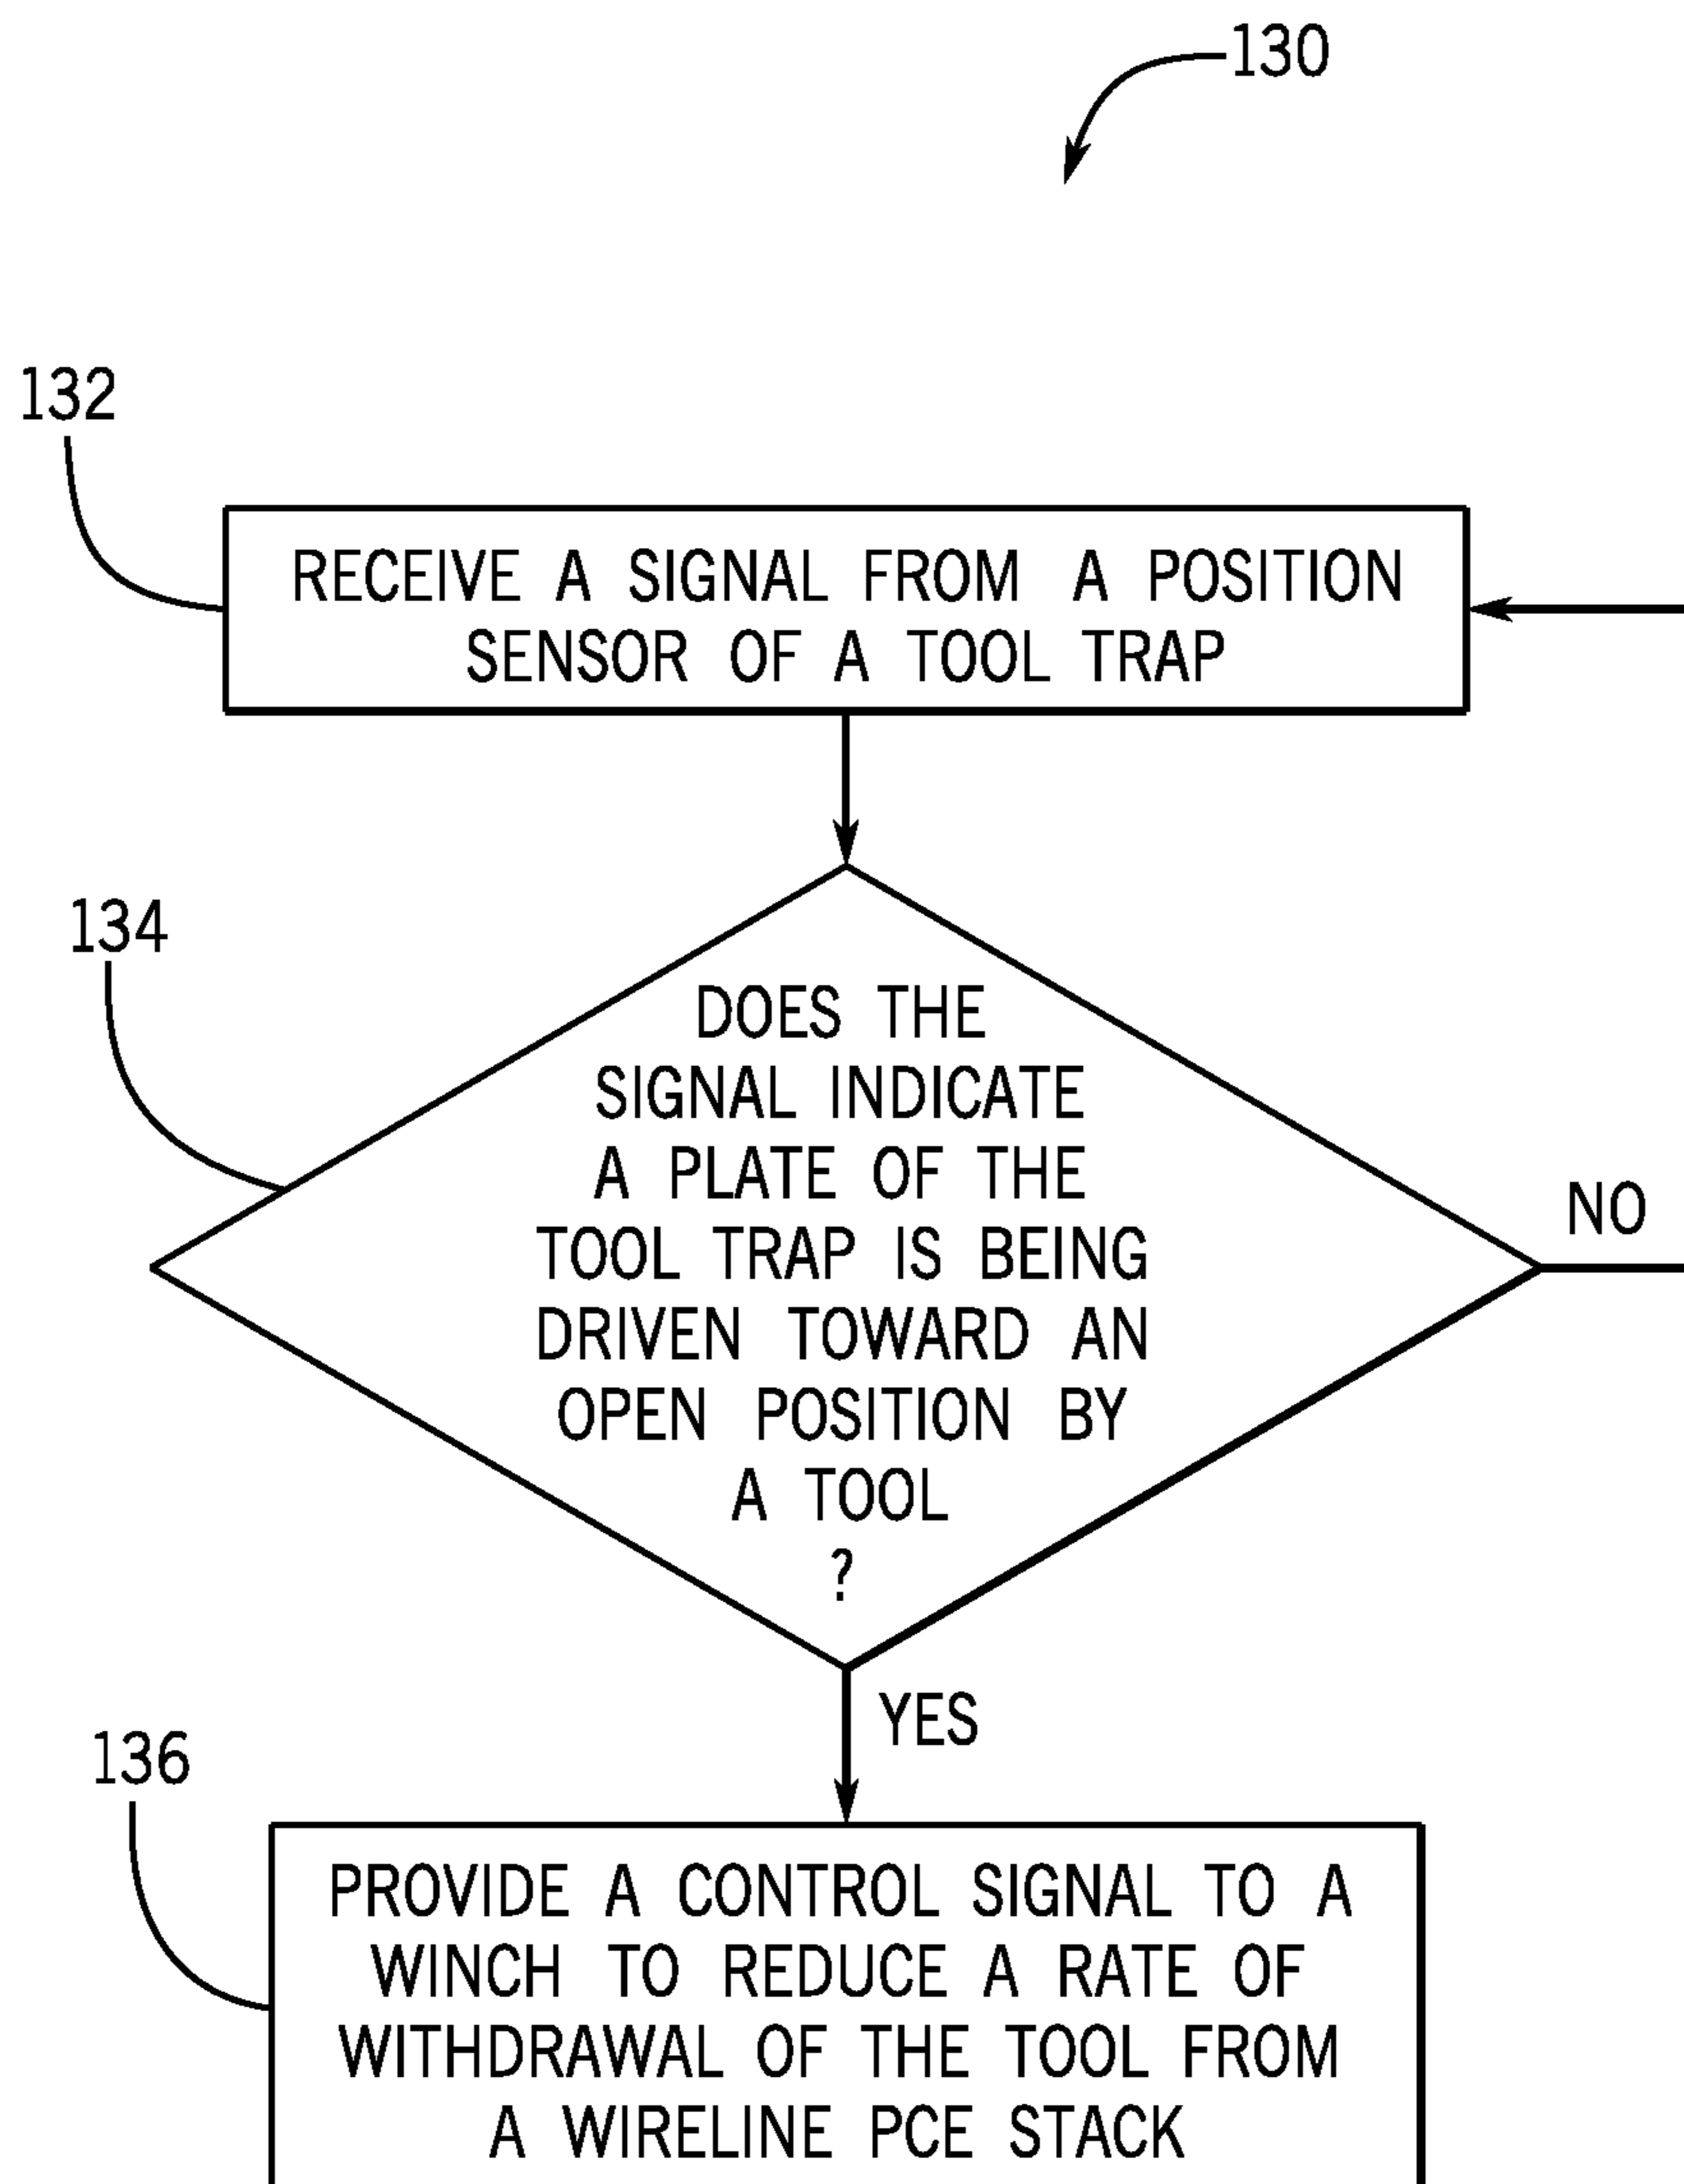 130
132
RECEIVE A SIGNAL FROM A POSITION
SENSOR OF A TOOL TRAP
134
DOES THE
SIGNAL INDICATE
A PLATE OF THE
TOOL TRAP IS BEING
DRIVEN TOWARD AN
OPEN POSITION BY
A TOOL
?
NO
YES
136
PROVIDE A CONTROL SIGNAL TO A
WINCH TO REDUCE A RATE OF
WITHDRAWAL OF THE TOOL FROM
A WIRELINE PCE STACK